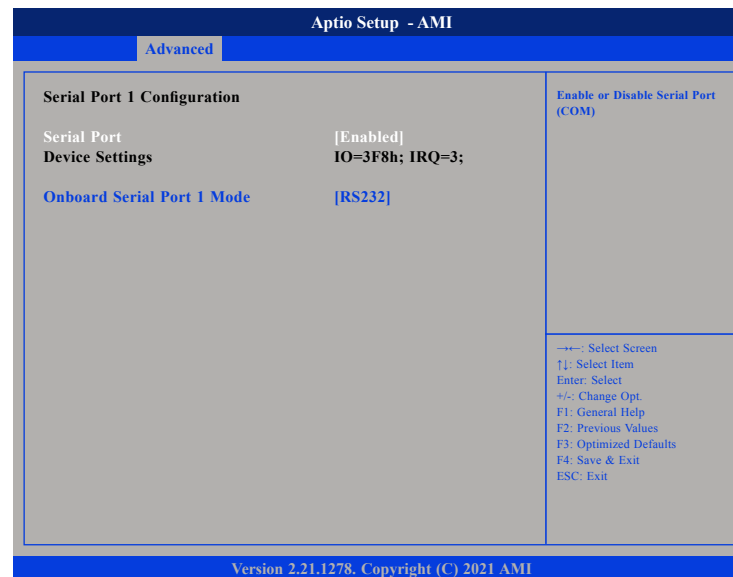 Aptio Setup - AMI
Advanced
Serial Port 1 Configuration
Serial Port [Enabled]
Device Settings IO=3F8h; IRQ=3;
Onboard Serial Port 1 Mode [RS232]
Enable or Disable Serial Port
(COM)
→←: Select Screen
↑↓: Select Item
Enter: Select
+/-: Change Opt.
F1: General Help
F2: Previous Values
F3: Optimized Defaults
F4: Save & Exit
ESC: Exit
Version 2.21.1278. Copyright (C) 2021 AMI